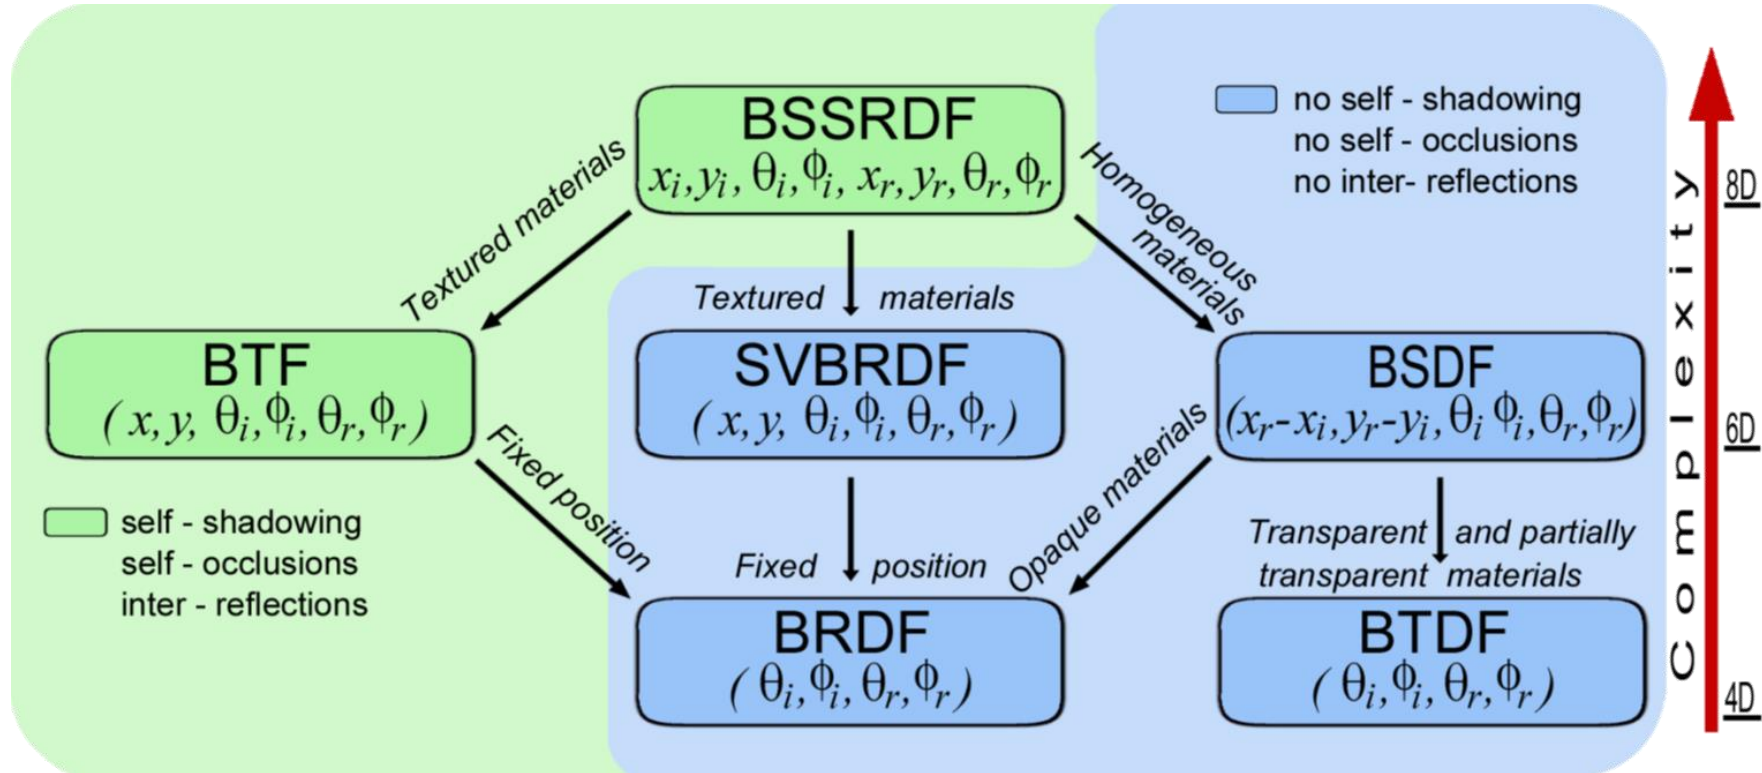 BSSRDF
xᵢ,yᵢ, θᵢ,ϕᵢ, xᵣ,yᵣ,θᵣ,ϕᵣ
no self - shadowing
no self - occlusions
no inter- reflections
Textured materials
Textured materials
Homogeneous
materials
BTF
( x, y, θᵢ,ϕᵢ, θᵣ,ϕᵣ )
SVBRDF
( x, y, θᵢ,ϕᵢ, θᵣ,ϕᵣ )
BSDF
(xᵣ-xᵢ,yᵣ-yᵢ,θᵢ ϕᵢ,θᵣ,ϕᵣ)
self - shadowing
self - occlusions
inter - reflections
Fixed position
Fixed position
Opaque materials
Transparent and partially
transparent materials
BRDF
( θᵢ,ϕᵢ, θᵣ,ϕᵣ )
BTDF
( θᵢ,ϕᵢ, θᵣ,ϕᵣ )
Complexity
8D
6D
4D